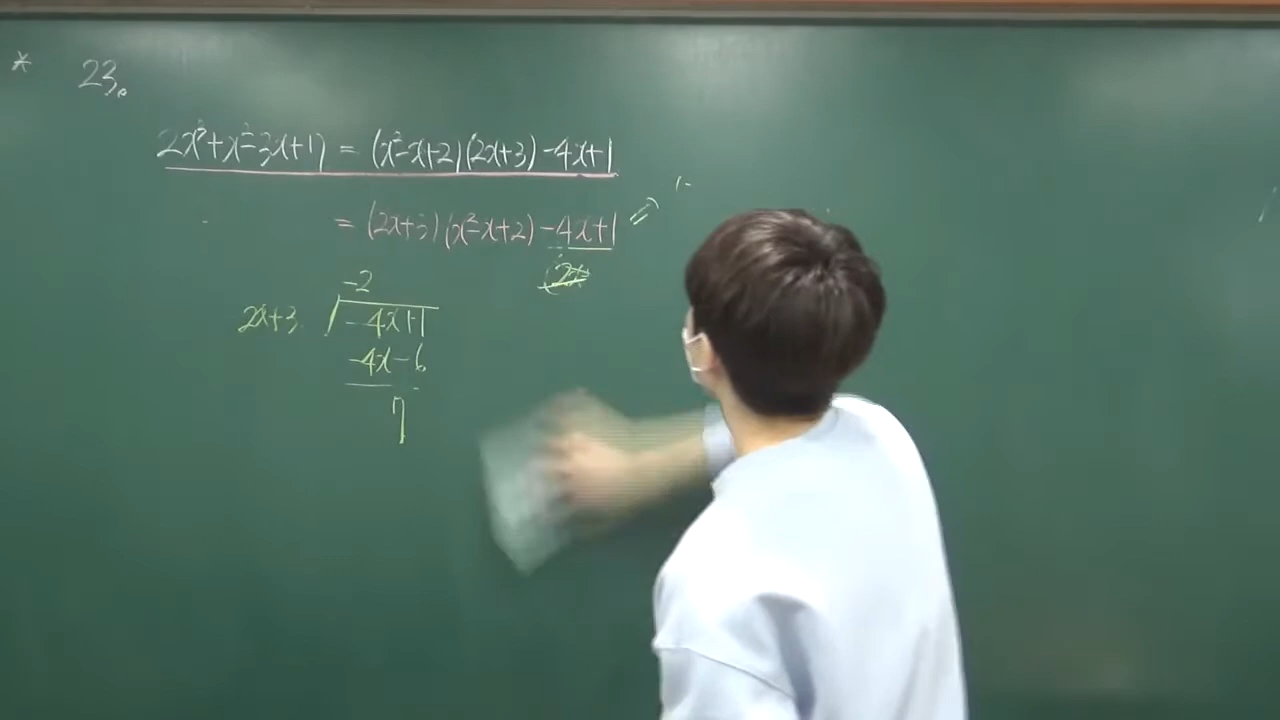 * 23.
2x³+x²-3x+17 = (x²-x+2)(2x+3)-4x+1
= (2x+3)(x²-x+2)-4x+1
-2
2x+3 -4x+1
-4x-6
7